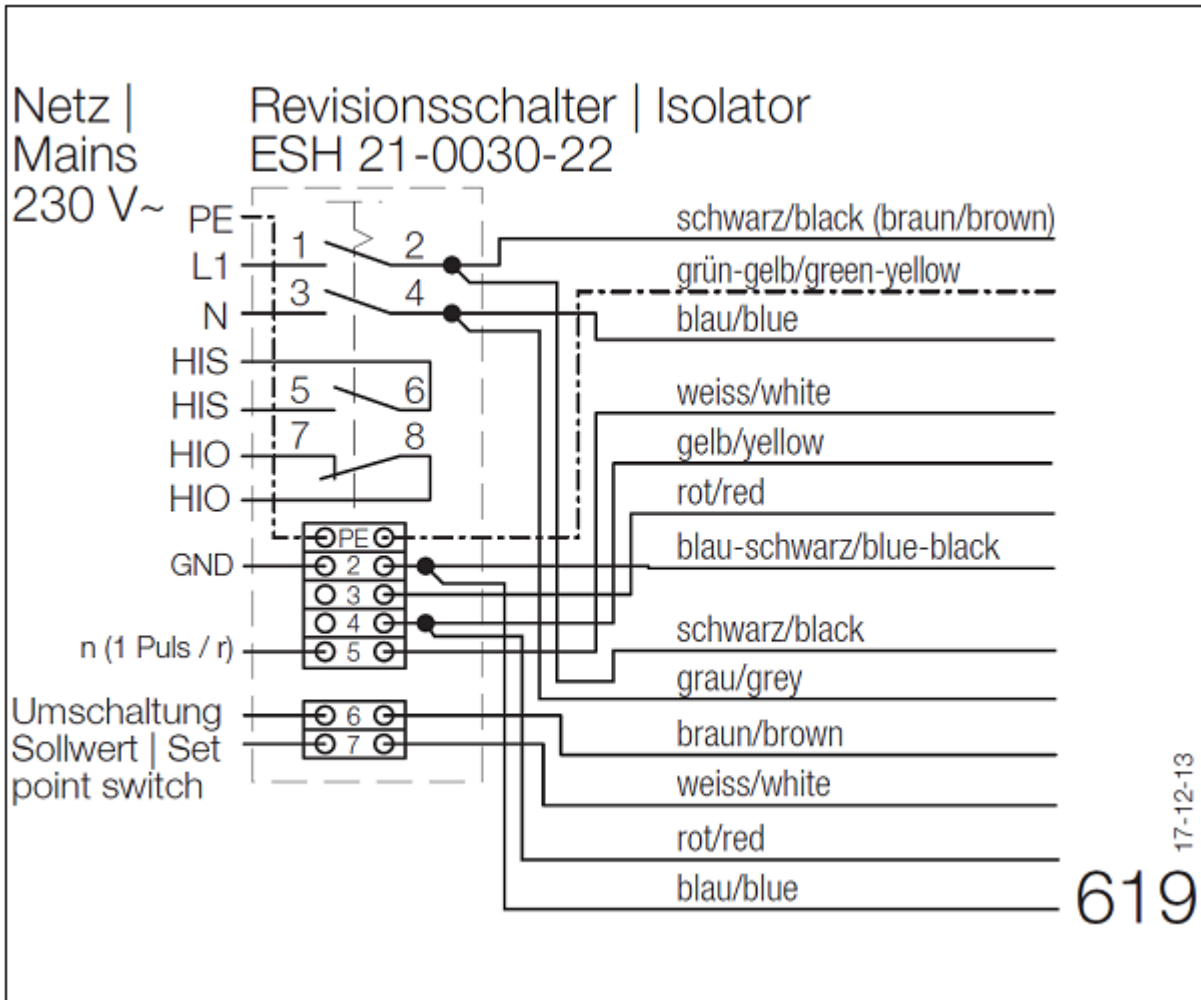 Netz |
Mains
230 V~
Revisionsschalter | Isolator
ESH 21-0030-22
PE
L1
N
HIS
HIS
HIO
HIO
GND
n (1 Puls / r)
Umschaltung
Sollwert | Set
point switch
1 2
3 4
5 6
7 8
PE
2
3
4
5
6
7
schwarz/black (braun/brown)
grün-gelb/green-yellow
blau/blue
weiss/white
gelb/yellow
rot/red
blau-schwarz/blue-black
schwarz/black
grau/grey
braun/brown
weiss/white
rot/red
blau/blue
17-12-13
619